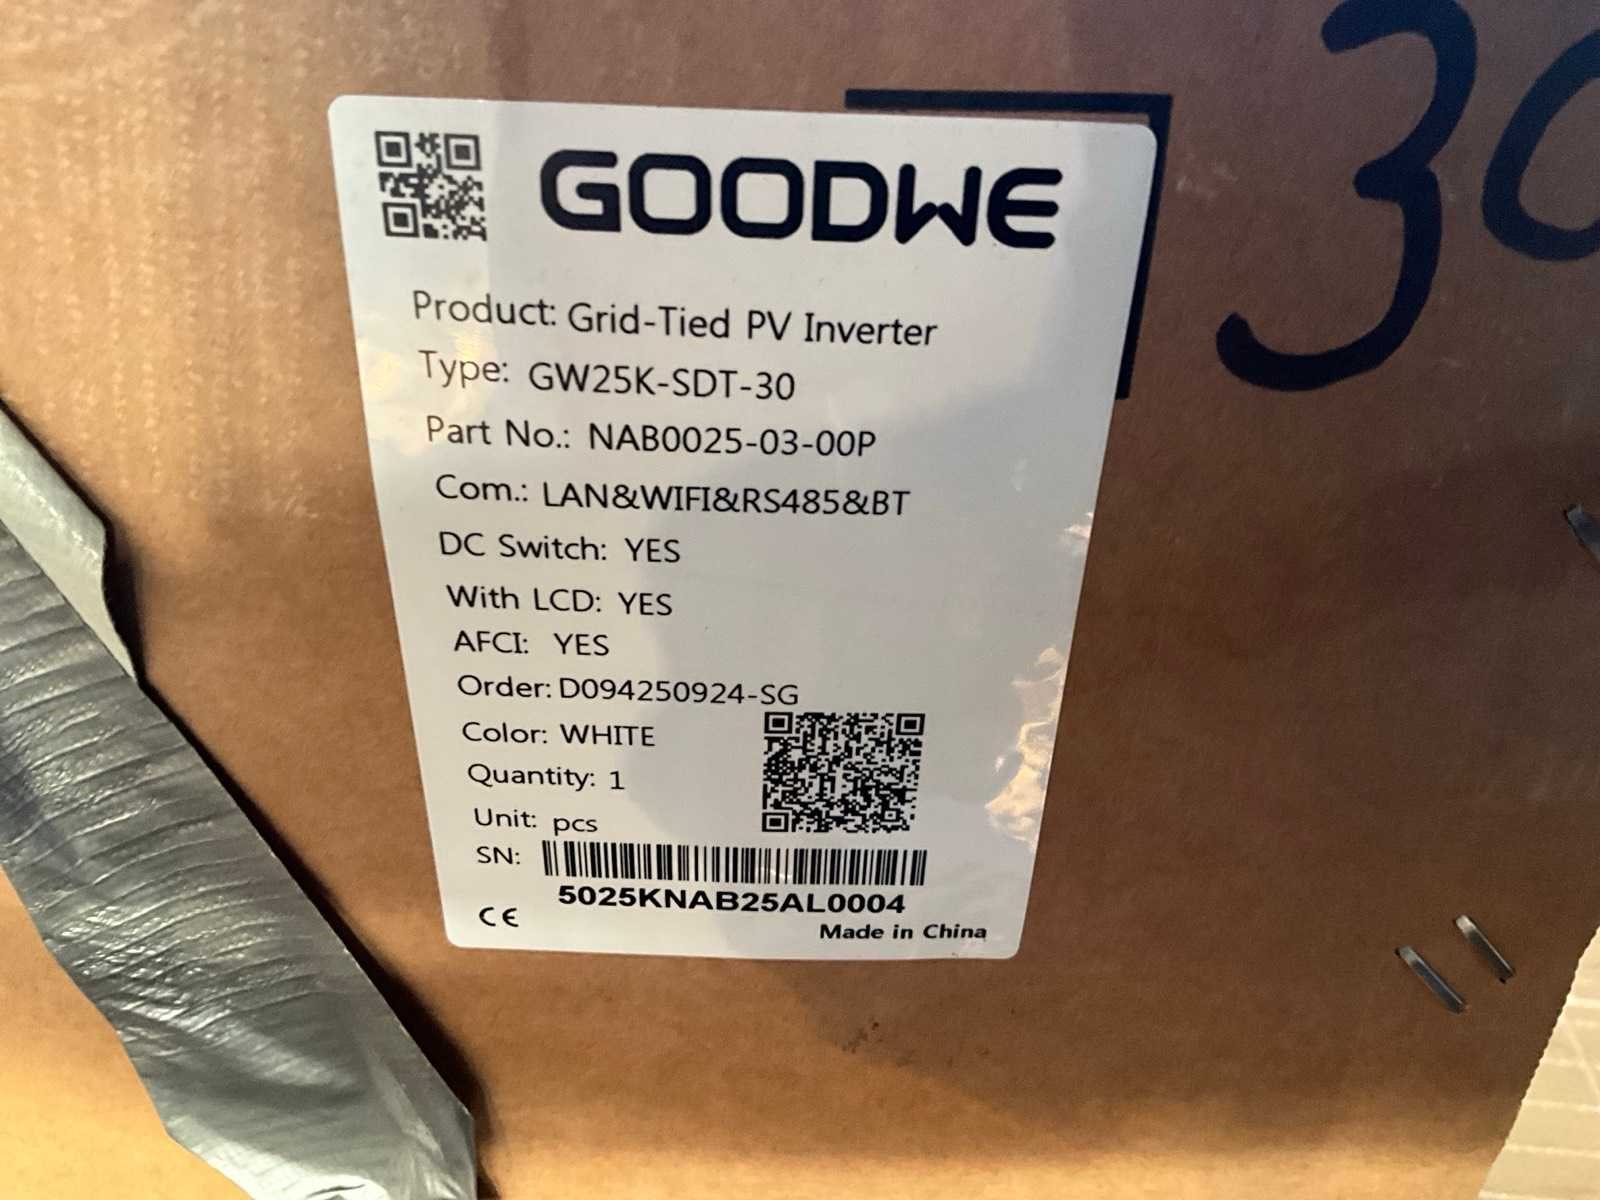 GOODWE
30
Product: Grid-Tied PV Inverter
Type: GW25K-SDT-30
Part No.: NAB0025-03-00P
Com.: LAN&WIFI&RS485&BT
DC Switch: YES
With LCD: YES
AFCI: YES
Order: D094250924-SG
Color: WHITE
Quantity: 1
Unit: pcs
SN:
5025KNAB25AL0004
CE
Made in China